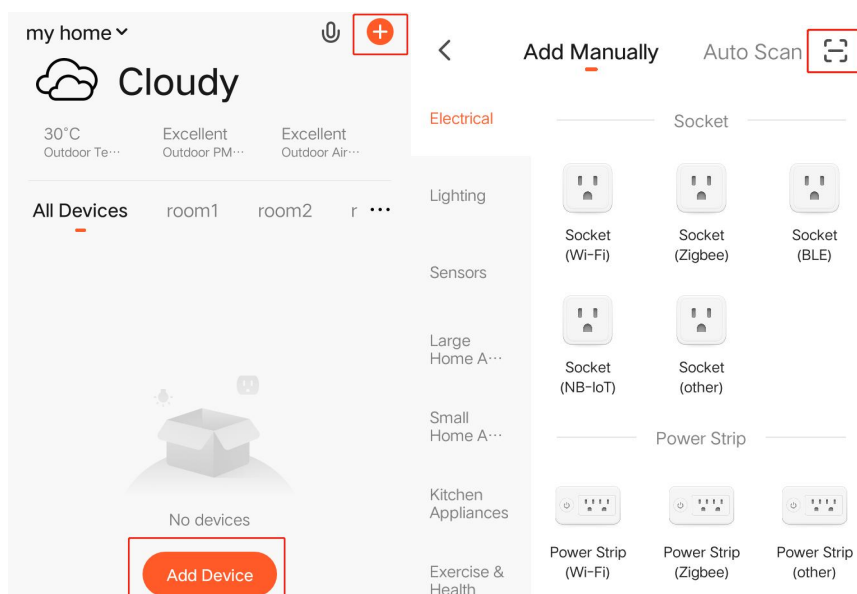 my home
Cloudy
30°C
Outdoor Te···
Excellent
Outdoor PM···
Excellent
Outdoor Air···
All Devices
room1
room2
r ···
No devices
Add Device
Add Manually
Auto Scan
Electrical
Lighting
Sensors
Large
Home A···
Small
Home A···
Kitchen
Appliances
Exercise &
Health
Socket
Socket
(Wi-Fi)
Socket
(Zigbee)
Socket
(BLE)
Socket
(NB-IoT)
Socket
(other)
Power Strip
Power Strip
(Wi-Fi)
Power Strip
(Zigbee)
Power Strip
(other)